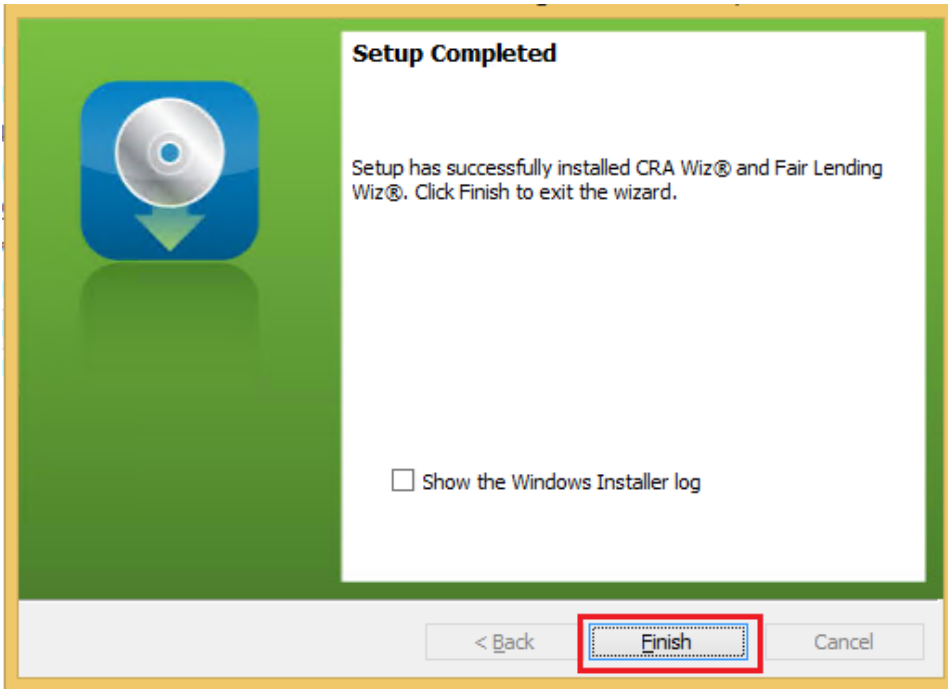 Setup Completed
Setup has successfully installed CRA Wiz® and Fair Lending
Wiz®. Click Finish to exit the wizard.
Show the Windows Installer log
< Back
Finish
Cancel